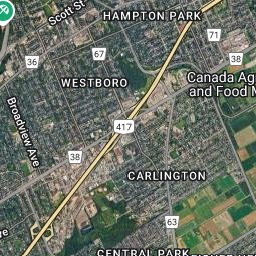 Scott St
HAMPTON PARK
71
67
36
38
WESTBORO
Canada Ag
and Food M
Broadview Ave
417
38
CARLINGTON
63
CENTRAL PARK